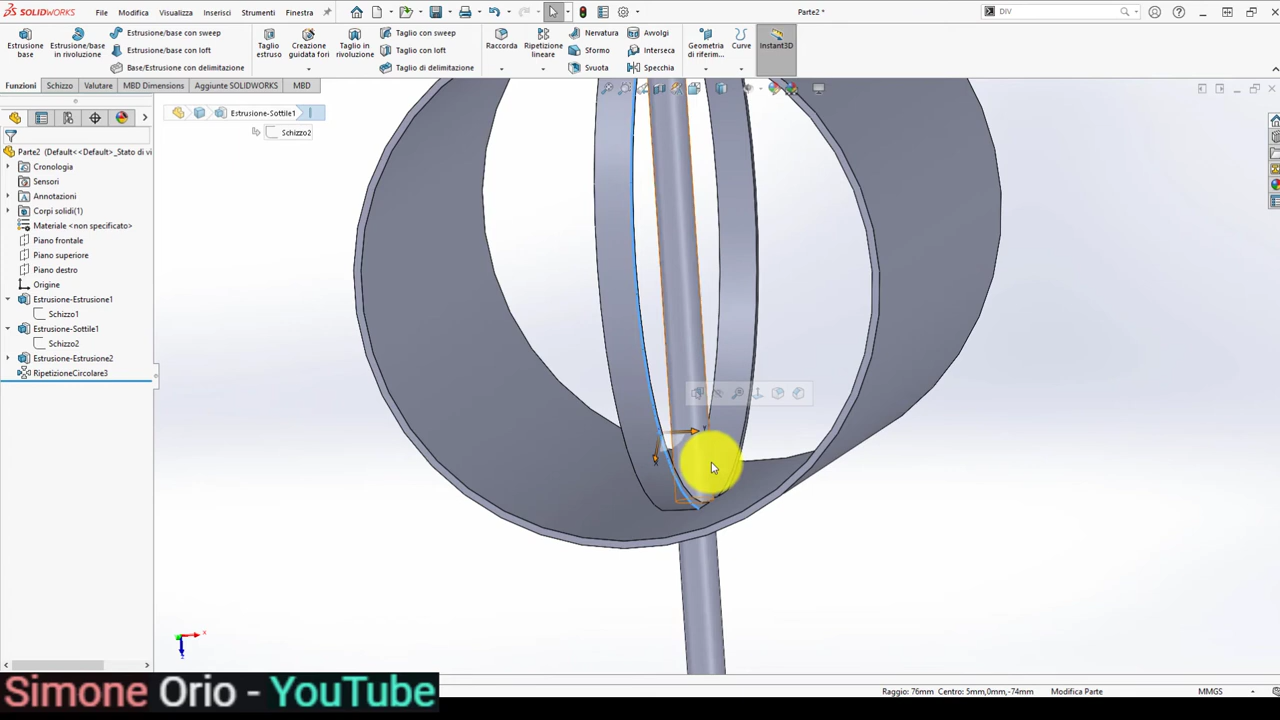 SOLIDWORKS File Modifica Visualizza Inserisci Strumenti Finestra Parte2 * DIV
Estrusione base
Estrusione/base in rivoluzione
Estrusione/base con sweep
Estrusione/base con loft
Base/Estrusione con delimitazione
Taglio estruso
Creazione guidata fori
Taglio in rivoluzione
Taglio con sweep
Taglio con loft
Taglio di delimitazione
Raccorda
Ripetizione lineare
Nervatura
Sformo
Svuota
Avvolgi
Interseca
Specchia
Geometria di riferim...
Curve
Instant3D
Funzioni Schizzo Valutare MBD Dimensions Aggiunte SOLIDWORKS MBD
Estrusione-Sottile1
Schizzo2
Parte2 (Default<<Default>_Stato di vi
Cronologia
Sensori
Annotazioni
Corpi solidi(1)
Materiale <non specificato>
Piano frontale
Piano superiore
Piano destro
Origine
Estrusione-Estrusione1
Schizzo1
Estrusione-Sottile1
Schizzo2
Estrusione-Estrusione2
RipetizioneCircolare3
Simone Orio - YouTube
Raggio: 76mm Centro: 5mm,0mm,-74mm Modifica Parte MMGS